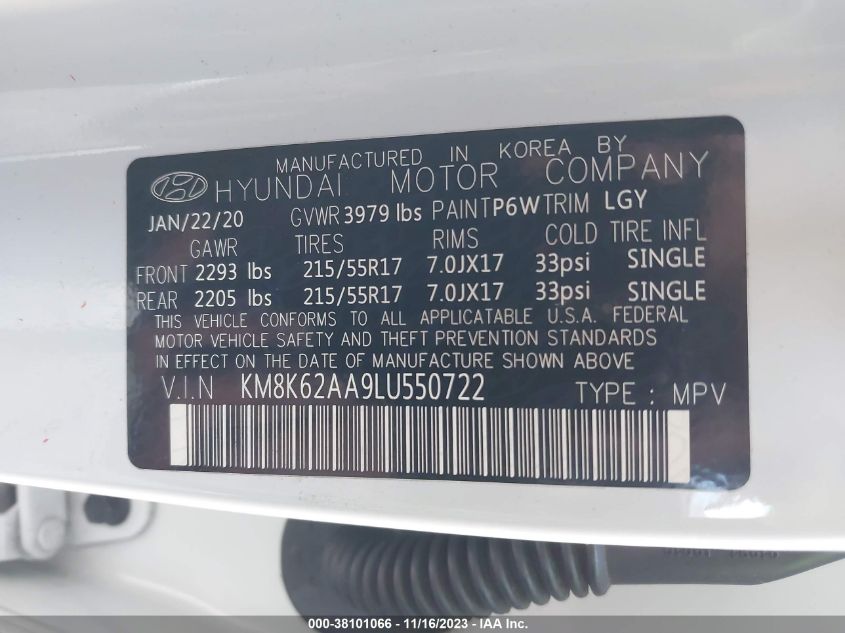 MANUFACTURED IN KOREA BY
HYUNDAI MOTOR COMPANY
JAN/22/20 GVWR 3979 lbs PAINT P6W TRIM LGY
GAWR TIRES RIMS COLD TIRE INFL
FRONT 2293 lbs 215/55R17 7.0JX17 33psi SINGLE
REAR 2205 lbs 215/55R17 7.0JX17 33psi SINGLE
THIS VEHICLE CONFORMS TO ALL APPLICATABLE U.S.A. FEDERAL
MOTOR VEHICLE SAFETY AND THEFT PREVENTION STANDARDS
IN EFFECT ON THE DATE OF MANUFACTURE SHOWN ABOVE
V.I.N KM8K62AA9LU550722 TYPE : MPV
000-38101066 - 11/16/2023 - IAA Inc.